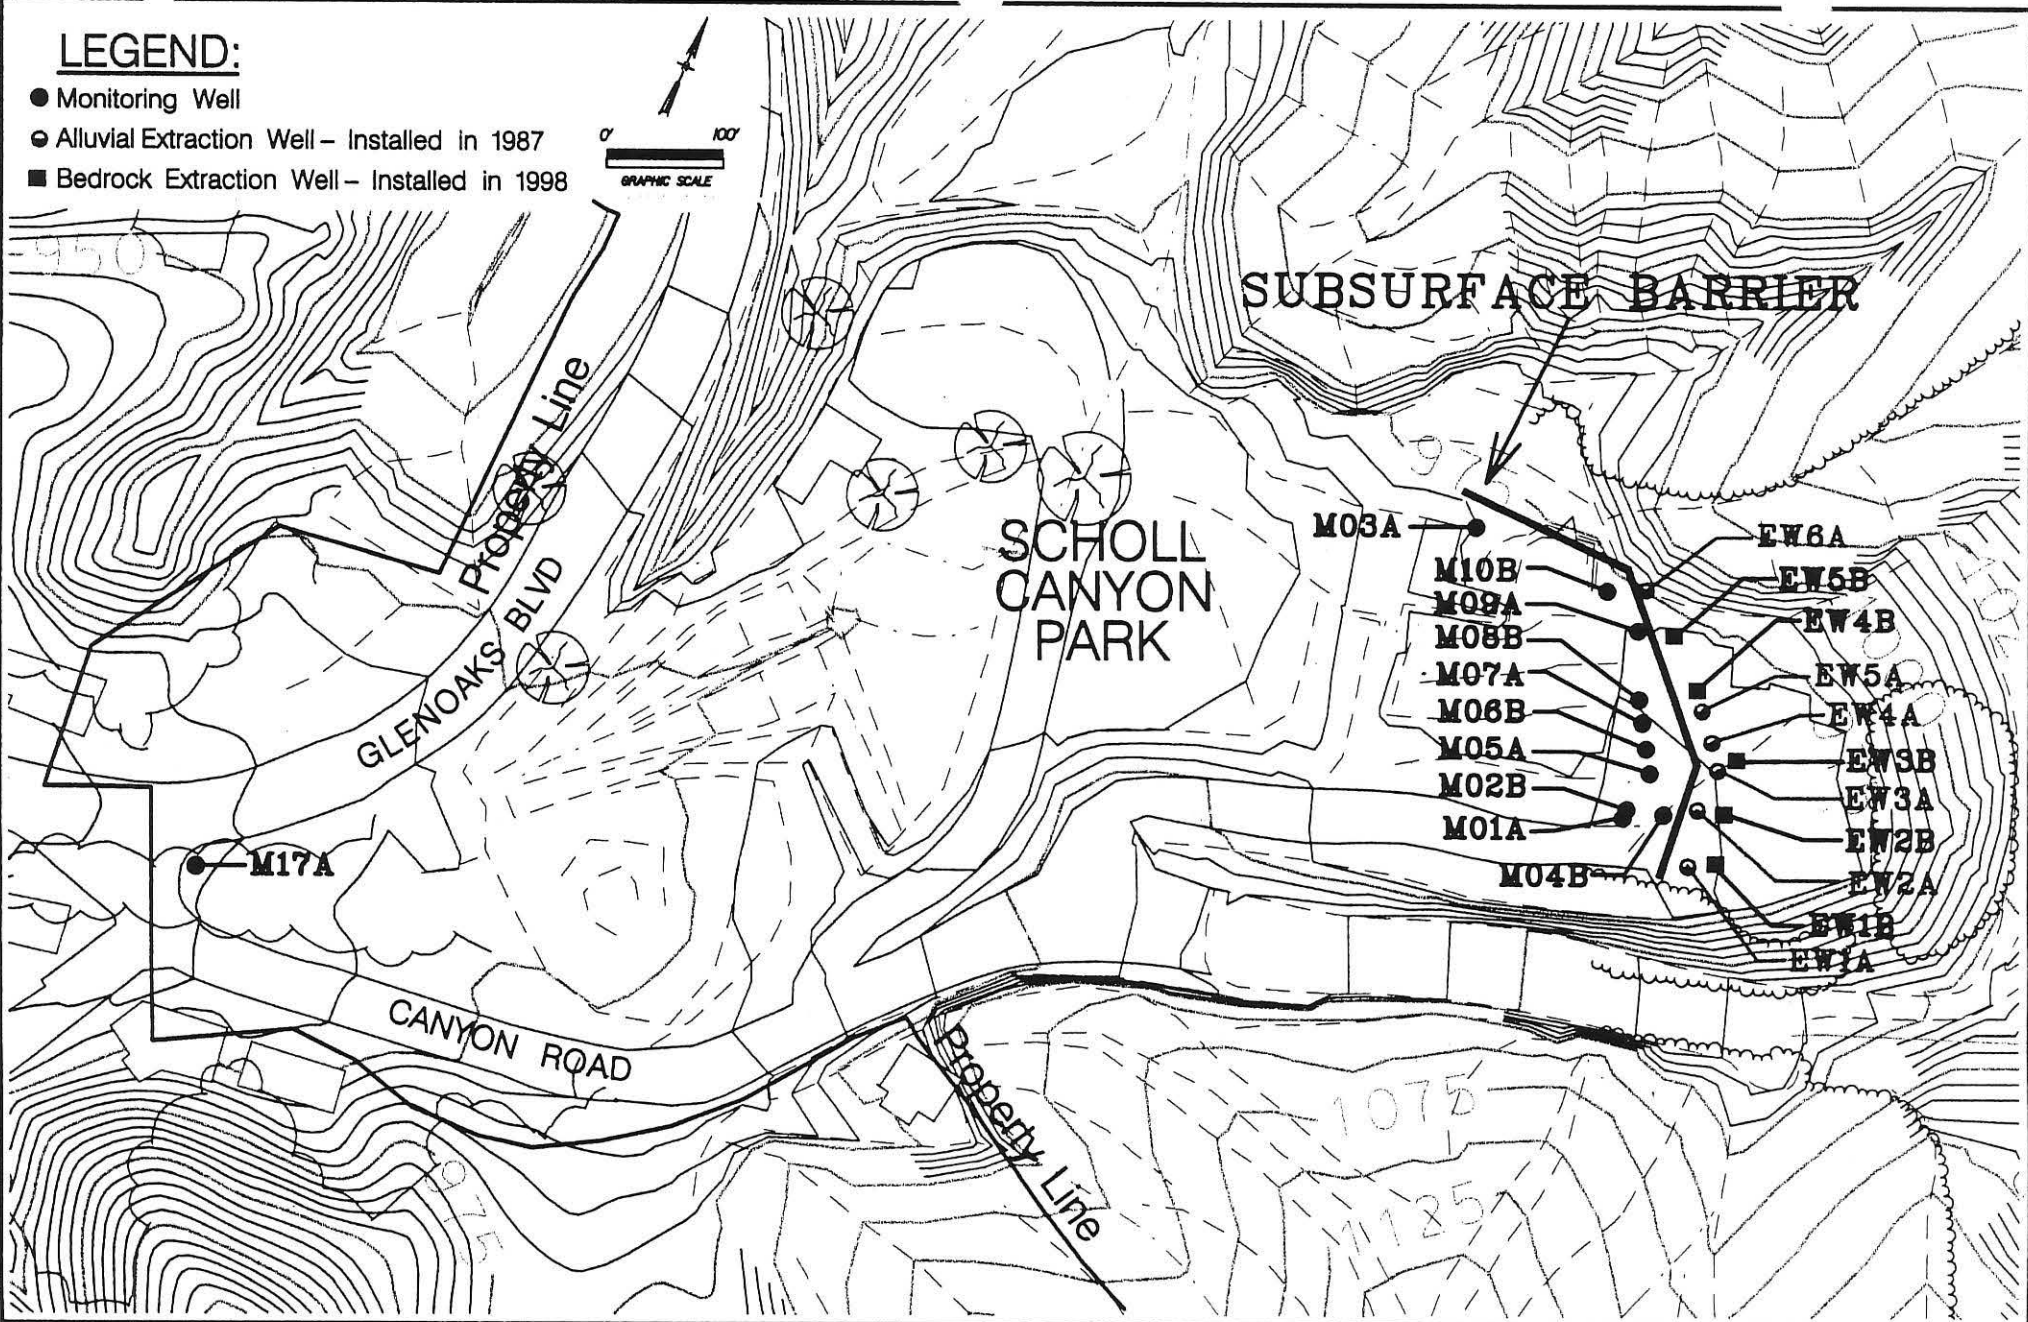 LEGEND:
Monitoring Well
Alluvial Extraction Well – Installed in 1987
Bedrock Extraction Well – Installed in 1998
0' 100'
GRAPHIC SCALE
950
SUBSURFACE BARRIER
Property Line
GLENOAKS BLVD
SCHOLL
CANYON
PARK
M03A
M10B
M09A
M08B
M07A
M06B
M05A
M02B
M01A
M04B
EW6A
EW5B
EW4B
EW5A
EW4A
EW3B
EW3A
EW2B
EW2A
EW1B
EW1A
M17A
CANYON ROAD
Property Line
975
1075
1125